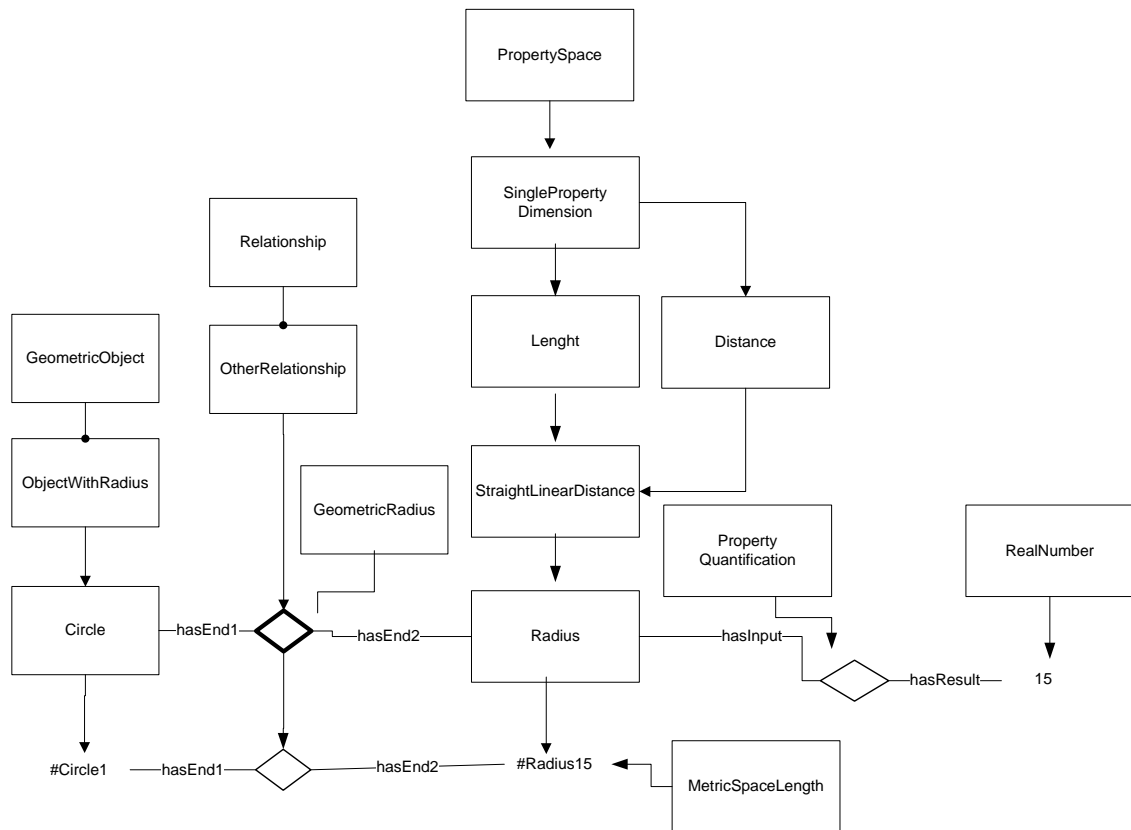 PropertySpace
SingleProperty
Dimension
Relationship
Lenght
Distance
GeometricObject
OtherRelationship
ObjectWithRadius
GeometricRadius
StraightLinearDistance
Property
Quantification
RealNumber
Circle
hasEnd1
hasEnd2
Radius
hasInput
hasResult
15
#Circle1
hasEnd1
hasEnd2
#Radius15
MetricSpaceLength